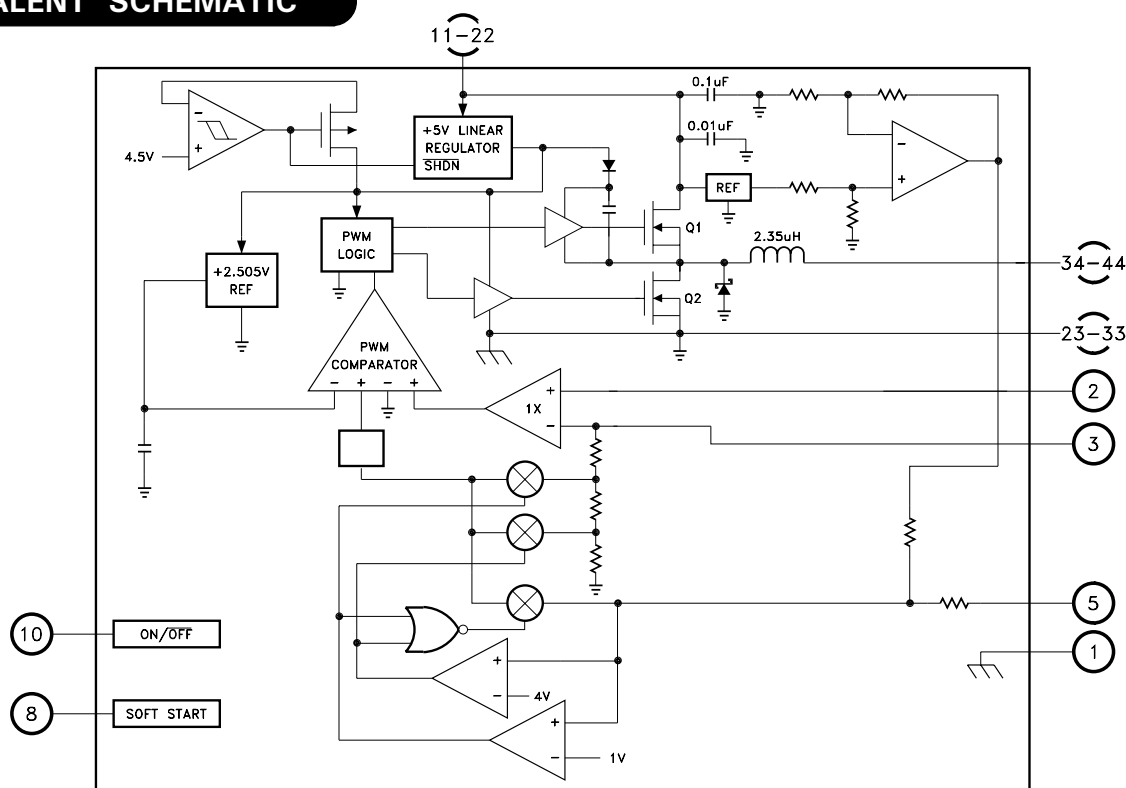 ALENT SCHEMATIC
11-22
0.1uF
+5V LINEAR
REGULATOR
SHDN
0.01uF
4.5V
-
+
-
+
REF
Q1
PWM
LOGIC
2.35uH
34-44
+2.505V
REF
Q2
23-33
PWM
COMPARATOR
- + - +
1X
+
-
2
3
5
10
ON/OFF
1
+
-
4V
8
SOFT START
+
-
1V